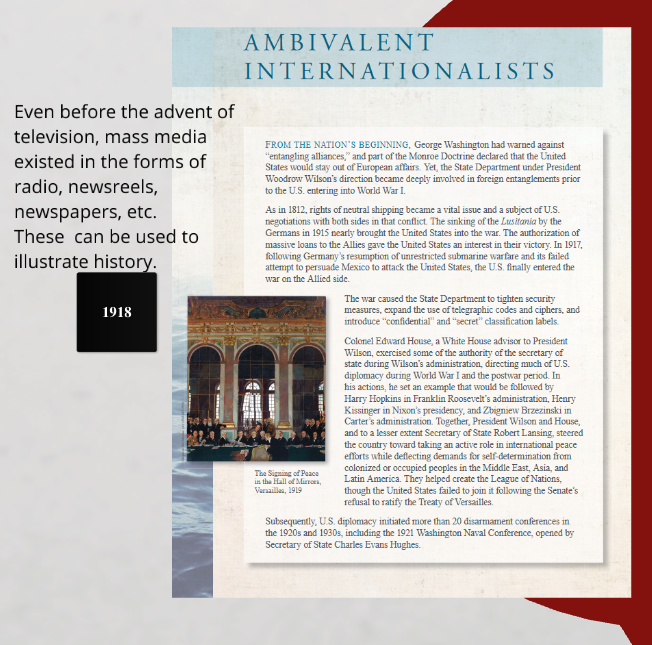 AMBIVALENT
INTERNATIONALISTS
Even before the advent of
television, mass media
existed in the forms of
radio, newsreels,
newspapers, etc.
These can be used to
illustrate history.
1918
FROM THE NATION'S BEGINNING, George Washington had warned against
"entangling alliances," and part of the Monroe Doctrine declared that the United
States would stay out of European affairs. Yet, the State Department under President
Woodrow Wilson's direction became deeply involved in foreign entanglements prior
to the U.S. entering into World War I.
As in 1812, rights of neutral shipping became a vital issue and a subject of U.S.
negotiations with both sides in that conflict. The sinking of the Lusitania by the
Germans in 1915 nearly brought the United States into the war. The authorization of
massive loans to the Allies gave the United States an interest in their victory. In 1917,
following Germany's resumption of unrestricted submarine warfare and its failed
attempt to persuade Mexico to attack the United States, the U.S. finally entered the
war on the Allied side.
The war caused the State Department to tighten security
measures, expand the use of telegraphic codes and ciphers, and
introduce "confidential" and "secret" classification labels.
Colonel Edward House, a White House advisor to President
Wilson, exercised some of the authority of the secretary of
state during Wilson's administration, directing much of U.S.
diplomacy during World War I and the postwar period. In
his actions, he set an example that would be followed by
Harry Hopkins in Franklin Roosevelt's administration, Henry
Kissinger in Nixon's presidency, and Zbigniew Brzezinski in
Carter's administration. Together, President Wilson and House,
and to a lesser extent Secretary of State Robert Lansing, steered
the country toward taking an active role in international peace
efforts while deflecting demands for self-determination from
colonized or occupied peoples in the Middle East, Asia, and
Latin America. They helped create the League of Nations,
though the United States failed to join it following the Senate's
refusal to ratify the Treaty of Versailles.
The Signing of Peace
in the Hall of Mirrors,
Versailles, 1919
Subsequently, U.S. diplomacy initiated more than 20 disarmament conferences in
the 1920s and 1930s, including the 1921 Washington Naval Conference, opened by
Secretary of State Charles Evans Hughes.